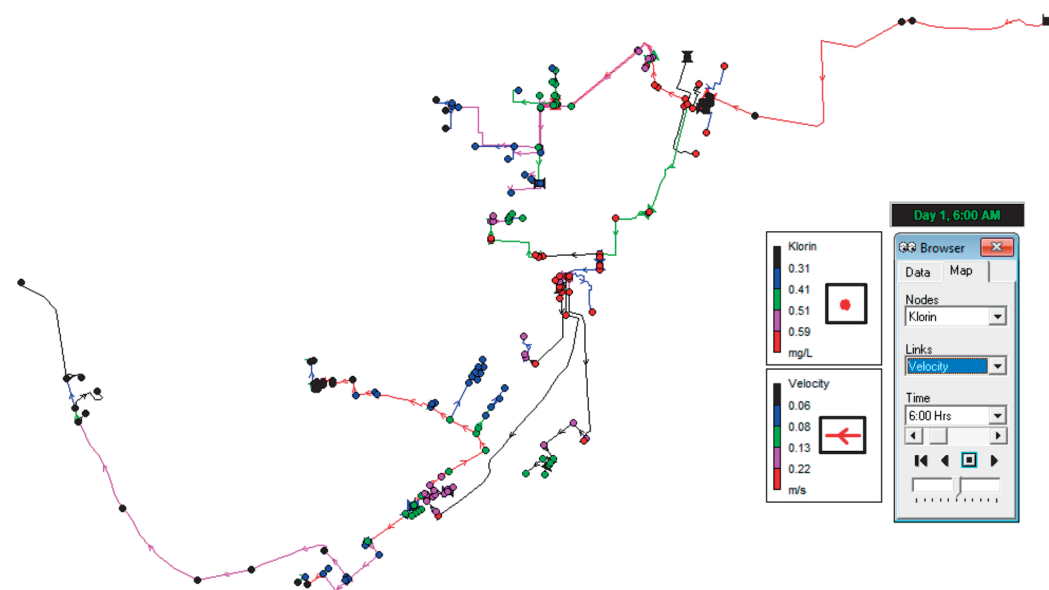 Day 1, 6:00 AM
Klorin
0.31
0.41
0.51
0.59
mg/L
Velocity
0.06
0.08
0.13
0.22
m/s
Browser
Data Map
Nodes
Klorin
Links
Velocity
Time
6:00 Hrs